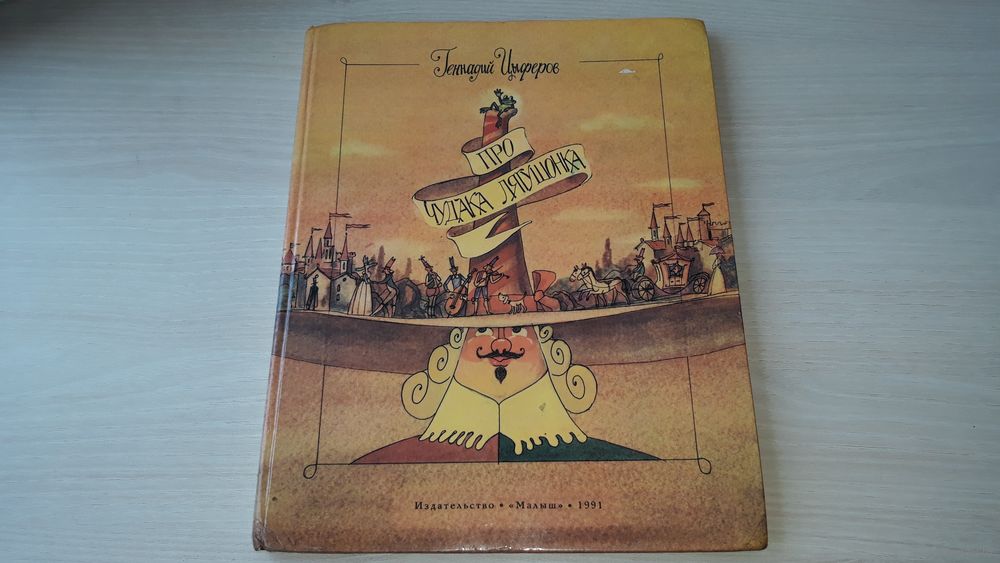 Геннадий Цыферов
ПРО
ЧУДАКА ЛЯГУШОНКА
Издательство • «Малыш» • 1991